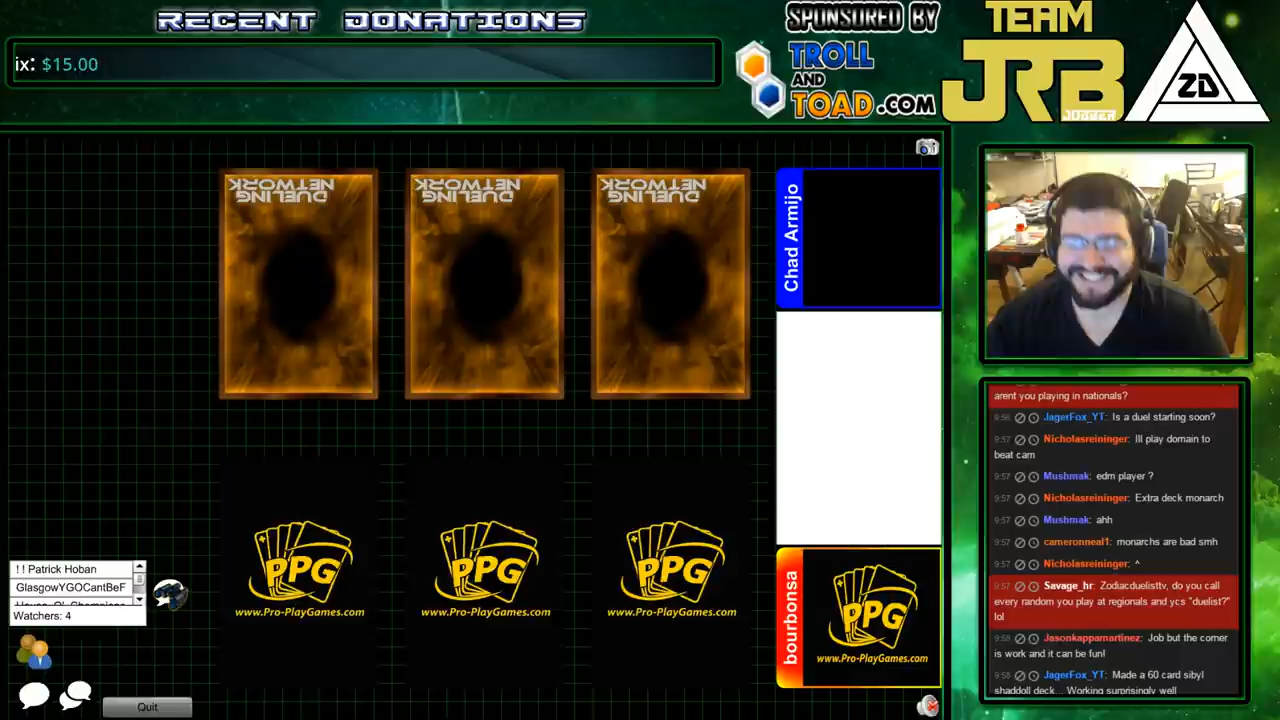 RECENT DONATIONS
ix: $15.00
SPONSORED BY
TROLL
AND
TOAD.COM
TEAM
JRB
JOBBER
ZD
DUELING
NETWORK
DUELING
NETWORK
DUELING
NETWORK
Chad Armijo
PPG
www.Pro-PlayGames.com
PPG
www.Pro-PlayGames.com
PPG
www.Pro-PlayGames.com
bourbonsa
PPG
www.Pro-PlayGames.com
! ! Patrick Hoban
GlasgowYGOCantBeF
Watchers: 4
Quit
arent you playing in nationals?
9:56 JagerFox_YT: Is a duel starting soon?
9:57 Nicholasreininger: Ill play domain to
beat cam
9:57 Mushmak: edm player ?
9:57 Nicholasreininger: Extra deck monarch
9:57 Mushmak: ahh
9:57 cameronneal1: monarchs are bad smh
9:57 Nicholasreininger: ^
9:57 Savage_hr: Zodiacduelisttv, do you call
every random you play at regionals and ycs "duelist?"
lol
9:58 Jasonkappamartinez: Job but the corner
is work and it can be fun!
9:58 JagerFox_YT: Made a 60 card sibyl
shaddoll deck... Working surprisingly well